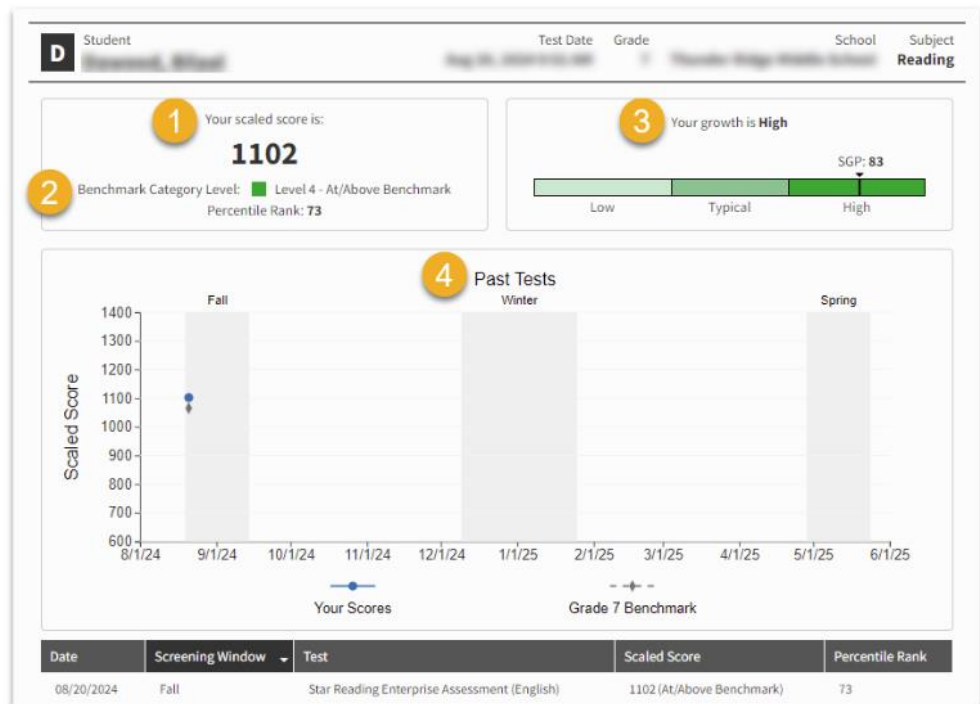 D Student Test Date Grade School Subject
Reading
1 Your scaled score is:
1102
2 Benchmark Category Level: Level 4 - At/Above Benchmark
Percentile Rank: 73
3 Your growth is High
SGP: 83
Low Typical High
4 Past Tests
Fall Winter Spring
1400
1300
1200
1100
1000
900
800
700
600
Scaled Score
8/1/24 9/1/24 10/1/24 11/1/24 12/1/24 1/1/25 2/1/25 3/1/25 4/1/25 5/1/25 6/1/25
Your Scores Grade 7 Benchmark
Date Screening Window Test Scaled Score Percentile Rank
08/20/2024 Fall Star Reading Enterprise Assessment (English) 1102 (At/Above Benchmark) 73